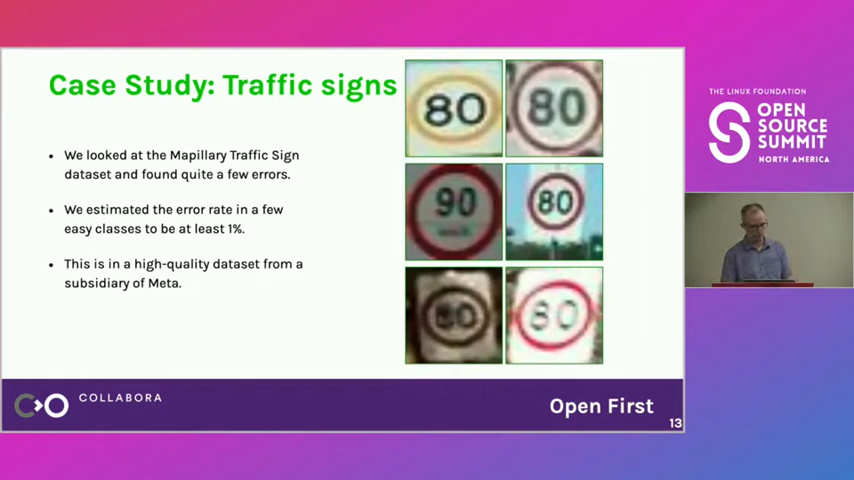 Case Study: Traffic signs
• We looked at the Mapillary Traffic Sign
dataset and found quite a few errors.
• We estimated the error rate in a few
easy classes to be at least 1%.
• This is in a high-quality dataset from a
subsidiary of Meta.
80
80
90
80
80
80
COLLABORA
Open First
13
THE LINUX FOUNDATION
OPEN
SOURCE
SUMMIT
NORTH AMERICA